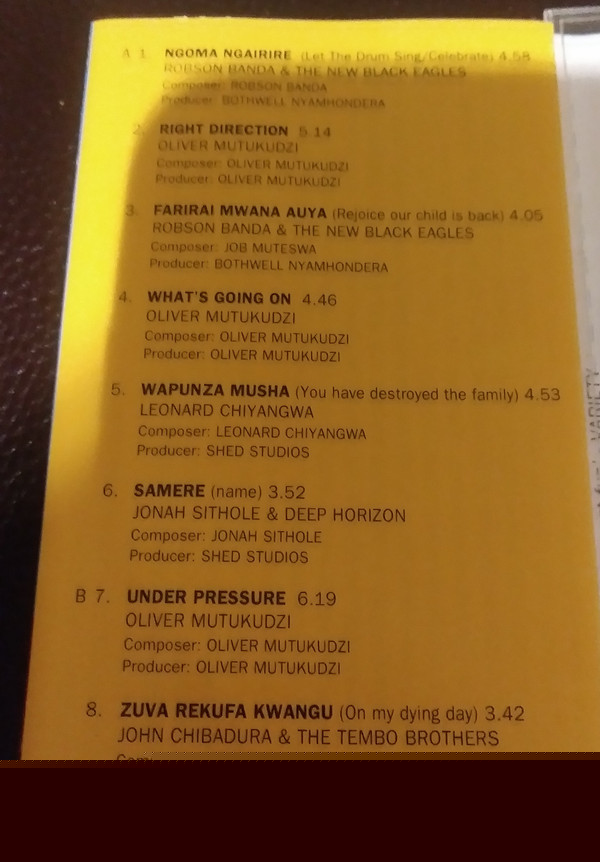 A 1. NGOMA NGAIRIRE (Let The Drum Sing/Celebrate) 4.58
ROBSON BANDA & THE NEW BLACK EAGLES
Composer: ROBSON BANDA
Producer: BOTHWELL NYAMHONDERA
2. RIGHT DIRECTION 5.14
OLIVER MUTUKUDZI
Composer: OLIVER MUTUKUDZI
Producer: OLIVER MUTUKUDZI
3. FARIRAI MWANA AUYA (Rejoice our child is back) 4.05
ROBSON BANDA & THE NEW BLACK EAGLES
Composer: JOB MUTESWA
Producer: BOTHWELL NYAMHONDERA
4. WHAT'S GOING ON 4.46
OLIVER MUTUKUDZI
Composer: OLIVER MUTUKUDZI
Producer: OLIVER MUTUKUDZI
5. WAPUNZA MUSHA (You have destroyed the family) 4.53
LEONARD CHIYANGWA
Composer: LEONARD CHIYANGWA
Producer: SHED STUDIOS
6. SAMERE (name) 3.52
JONAH SITHOLE & DEEP HORIZON
Composer: JONAH SITHOLE
Producer: SHED STUDIOS
B 7. UNDER PRESSURE 6.19
OLIVER MUTUKUDZI
Composer: OLIVER MUTUKUDZI
Producer: OLIVER MUTUKUDZI
8. ZUVA REKUFA KWANGU (On my dying day) 3.42
JOHN CHIBADURA & THE TEMBO BROTHERS
VARIETY